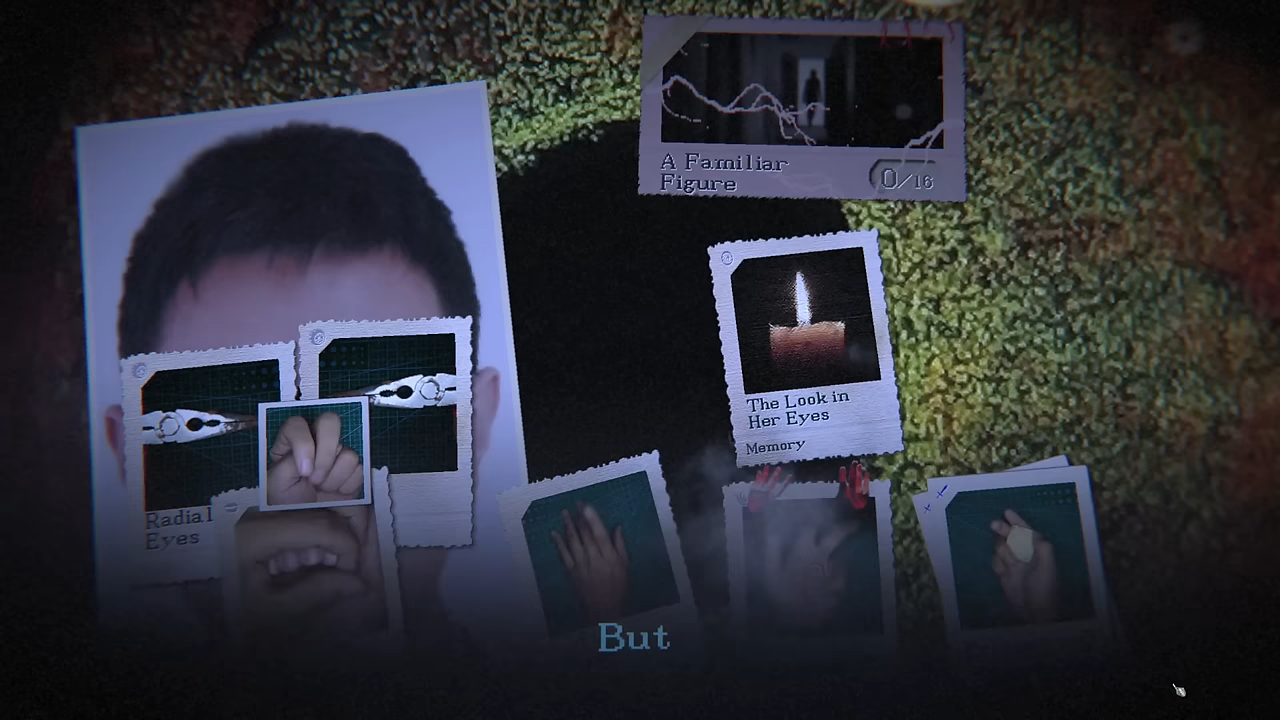 A Familiar
Figure
0/16
The Look in
Her Eyes
Memory
Radial
Eyes
But